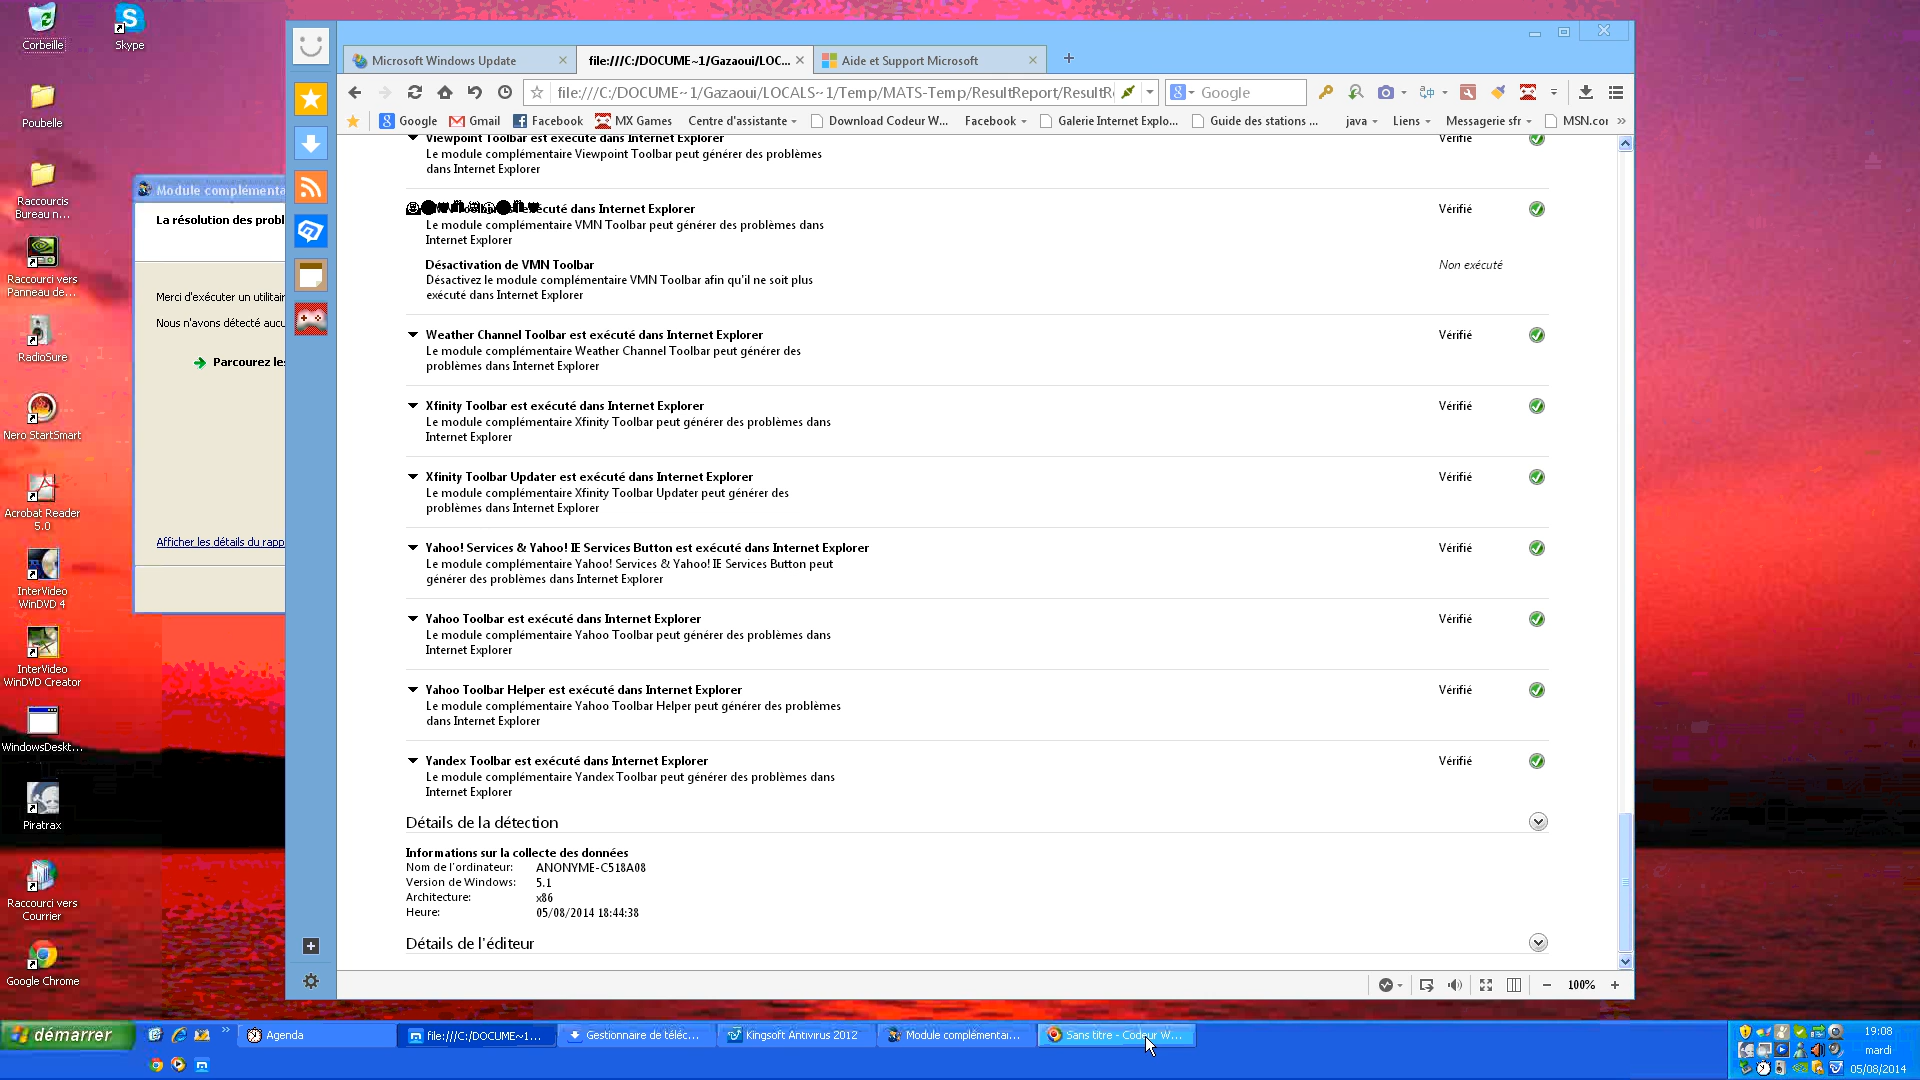 Corbeille
Skype
Poubelle
Raccourcis
Bureau n...
Raccourci vers
Panneau de...
RadioSure
Nero StartSmart
Acrobat Reader
5.0
InterVideo
WinDVD 4
InterVideo
WinDVD Creator
WindowsDeskt...
Piratrax
Raccourci vers
Courrier
Google Chrome
Module complémenta
La résolution des probl
Merci d'exécuter un utilitair
Nous n'avons détecté aucu
Parcourez les
Afficher les détails du rapp
Microsoft Windows Update
file:///C:/DOCUME~1/Gazaoui/LOC...
Aide et Support Microsoft
file:///C:/DOCUME~1/Gazaoui/LOCALS~1/Temp/MATS-Temp/ResultReport/ResultR
Google
Google
Gmail
Facebook
MX Games
Centre d'assistante
Download Codeur W...
Facebook
Galerie Internet Explo...
Guide des stations ...
java
Liens
Messagerie sfr
MSN.cor
Viewpoint Toolbar est exécuté dans Internet Explorer
Vérifié
Le module complémentaire Viewpoint Toolbar peut générer des problèmes
dans Internet Explorer
exécuté dans Internet Explorer
Vérifié
Le module complémentaire VMN Toolbar peut générer des problèmes dans
Internet Explorer
Désactivation de VMN Toolbar
Non exécuté
Désactivez le module complémentaire VMN Toolbar afin qu'il ne soit plus
exécuté dans Internet Explorer
Weather Channel Toolbar est exécuté dans Internet Explorer
Vérifié
Le module complémentaire Weather Channel Toolbar peut générer des
problèmes dans Internet Explorer
Xfinity Toolbar est exécuté dans Internet Explorer
Vérifié
Le module complémentaire Xfinity Toolbar peut générer des problèmes dans
Internet Explorer
Xfinity Toolbar Updater est exécuté dans Internet Explorer
Vérifié
Le module complémentaire Xfinity Toolbar Updater peut générer des
problèmes dans Internet Explorer
Yahoo! Services & Yahoo! IE Services Button est exécuté dans Internet Explorer
Vérifié
Le module complémentaire Yahoo! Services & Yahoo! IE Services Button peut
générer des problèmes dans Internet Explorer
Yahoo Toolbar est exécuté dans Internet Explorer
Vérifié
Le module complémentaire Yahoo Toolbar peut générer des problèmes dans
Internet Explorer
Yahoo Toolbar Helper est exécuté dans Internet Explorer
Vérifié
Le module complémentaire Yahoo Toolbar Helper peut générer des problèmes
dans Internet Explorer
Yandex Toolbar est exécuté dans Internet Explorer
Vérifié
Le module complémentaire Yandex Toolbar peut générer des problèmes dans
Internet Explorer
Détails de la détection
Informations sur la collecte des données
Nom de l'ordinateur: ANONYME-C518A08
Version de Windows: 5.1
Architecture: x86
Heure: 05/08/2014 18:44:38
Détails de l'éditeur
100%
démarrer
Agenda
file:///C:/DOCUME~1...
Gestionnaire de téléc...
Kingsoft Antivirus 2012
Module complémentai...
Sans titre - Codeur W...
19:08
mardi
05/08/2014